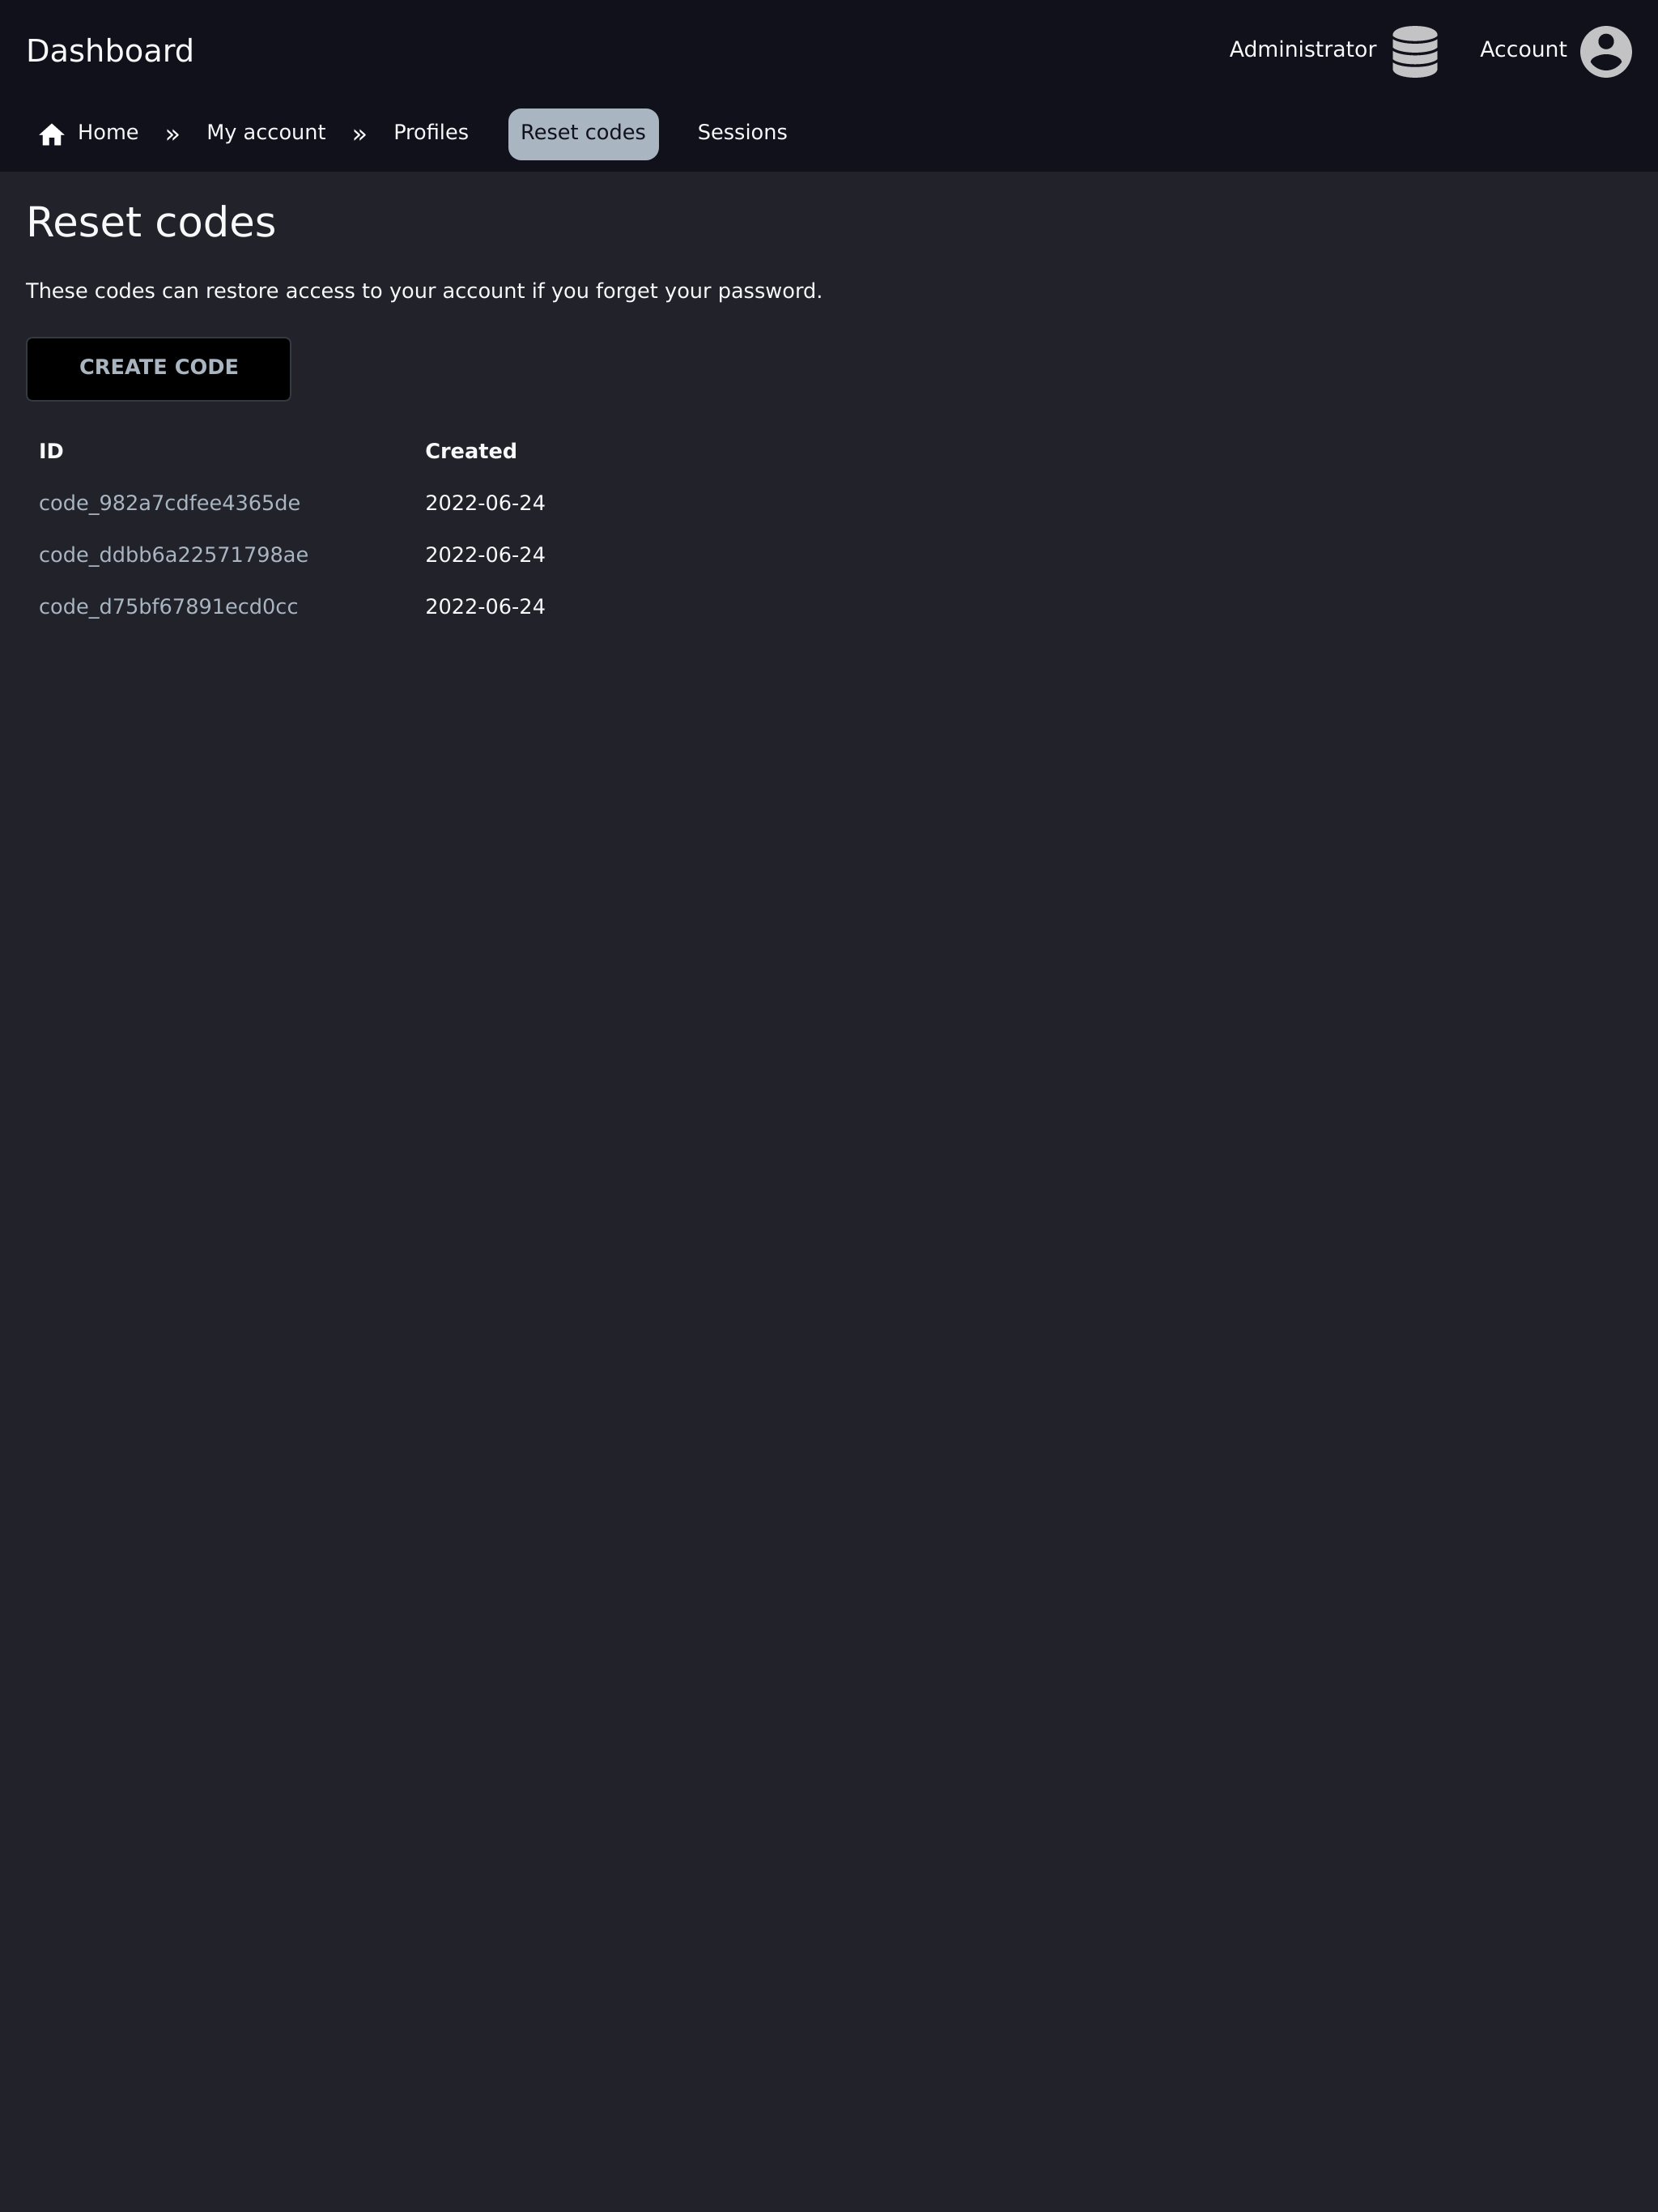 Dashboard
Administrator
Account
Home » My account » Profiles Reset codes Sessions
Reset codes
These codes can restore access to your account if you forget your password.
CREATE CODE
ID Created
code_982a7cdfee4365de 2022-06-24
code_ddbb6a22571798ae 2022-06-24
code_d75bf67891ecd0cc 2022-06-24